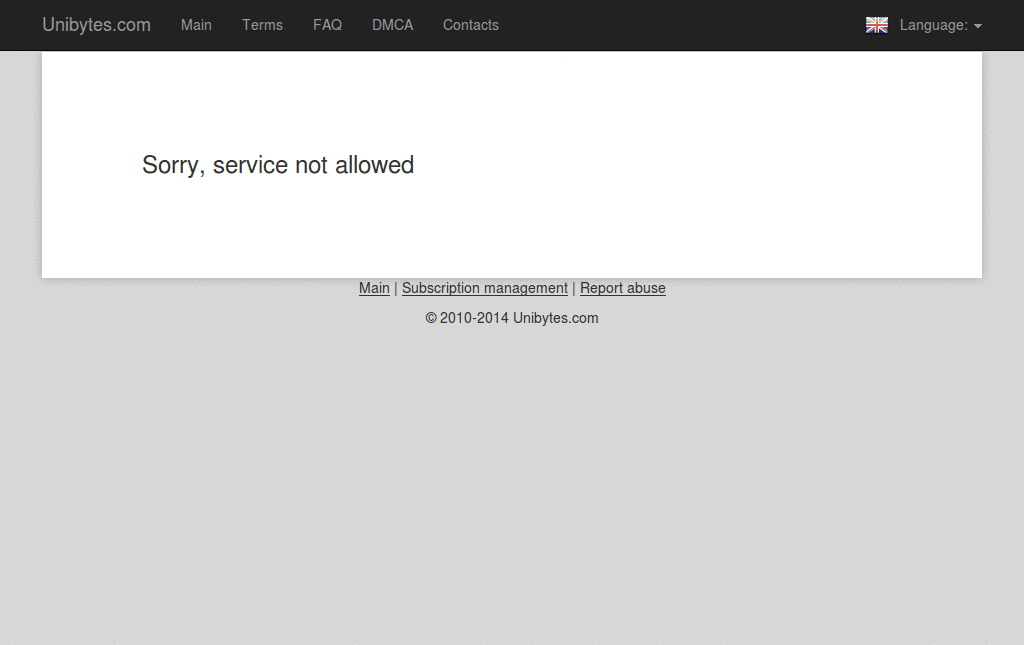 Unibytes.com Main Terms FAQ DMCA Contacts Language:
Sorry, service not allowed
Main | Subscription management | Report abuse
© 2010-2014 Unibytes.com